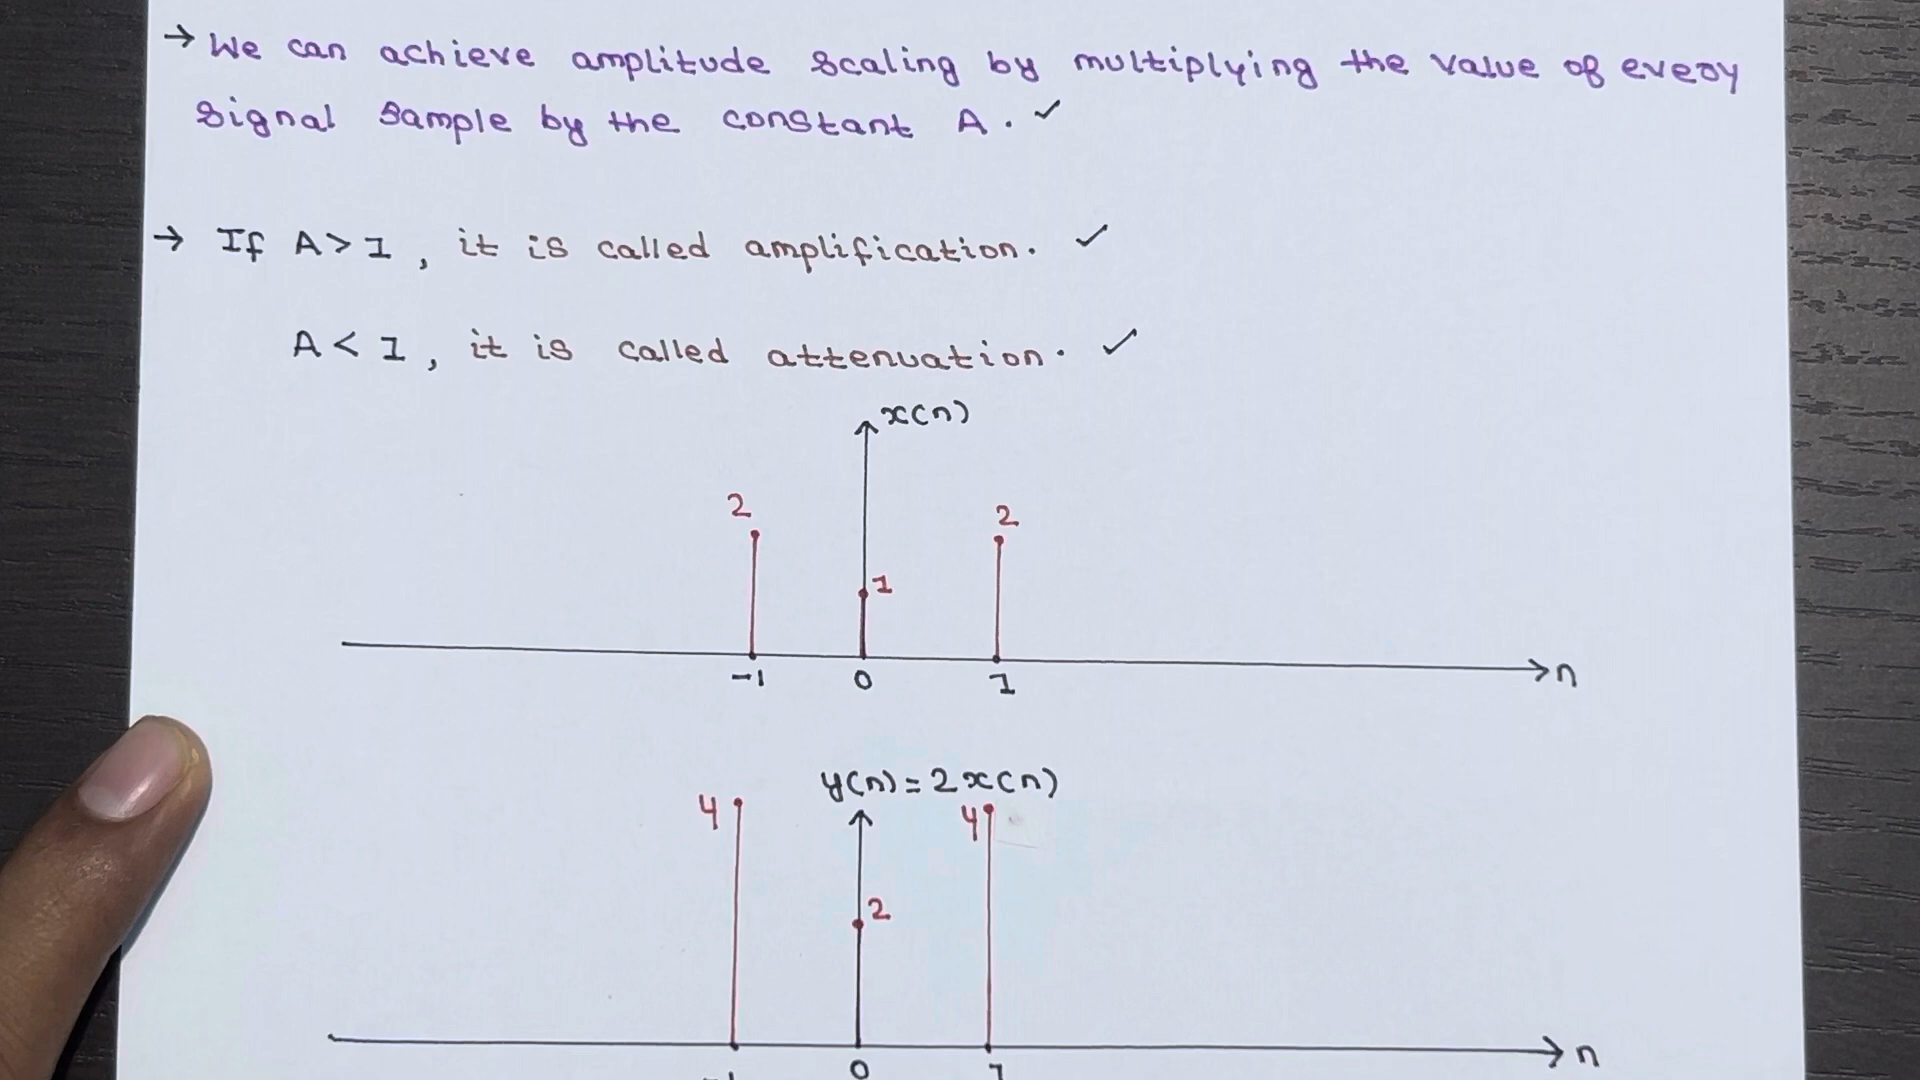 → We can achieve amplitude scaling by multiplying the value of every
signal sample by the constant A. ✓
→ If A > 1 , it is called amplification. ✓
A < 1 , it is called attenuation. ✓
x(n)
2
2
1
-1 0 1
n
y(n) = 2x(n)
4
4
2
n
-1 0 1